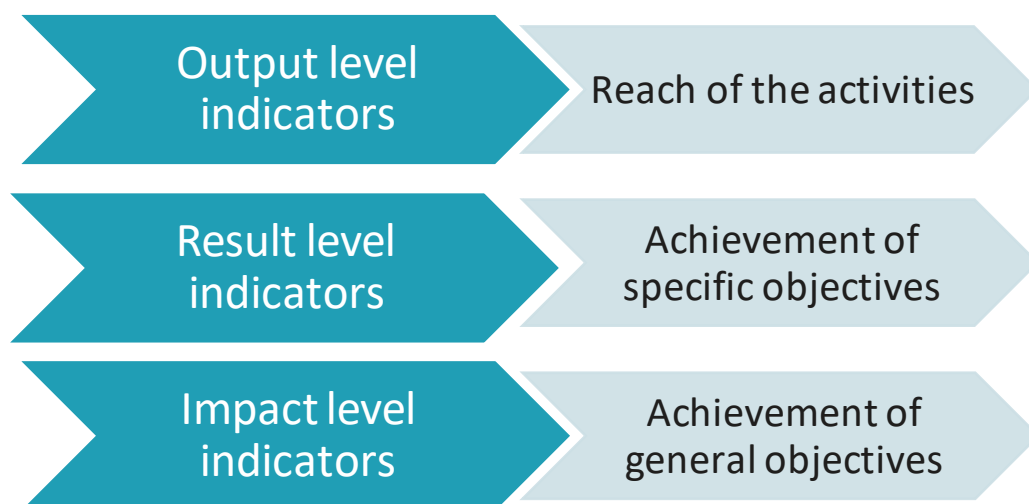 Output level
indicators
Reach of the activities
Result level
indicators
Achievement of
specific objectives
Impact level
indicators
Achievement of
general objectives